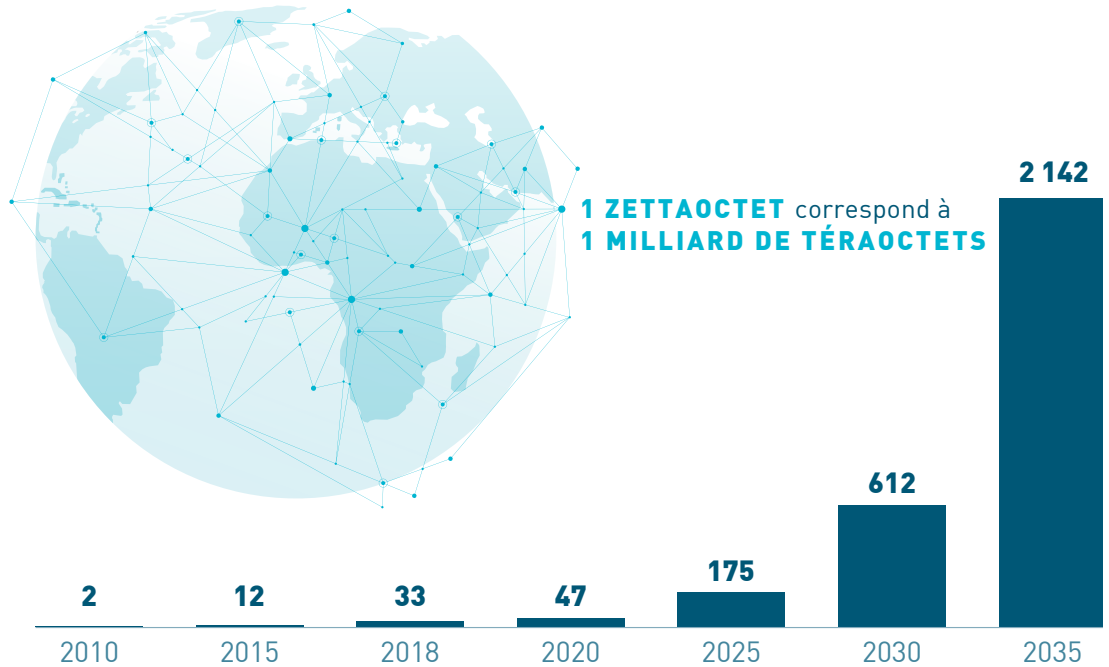 1 ZETTAOCTET correspond à
1 MILLIARD DE TÉRAOCTETS
2 12 33 47 175 612 2 142
2010 2015 2018 2020 2025 2030 2035